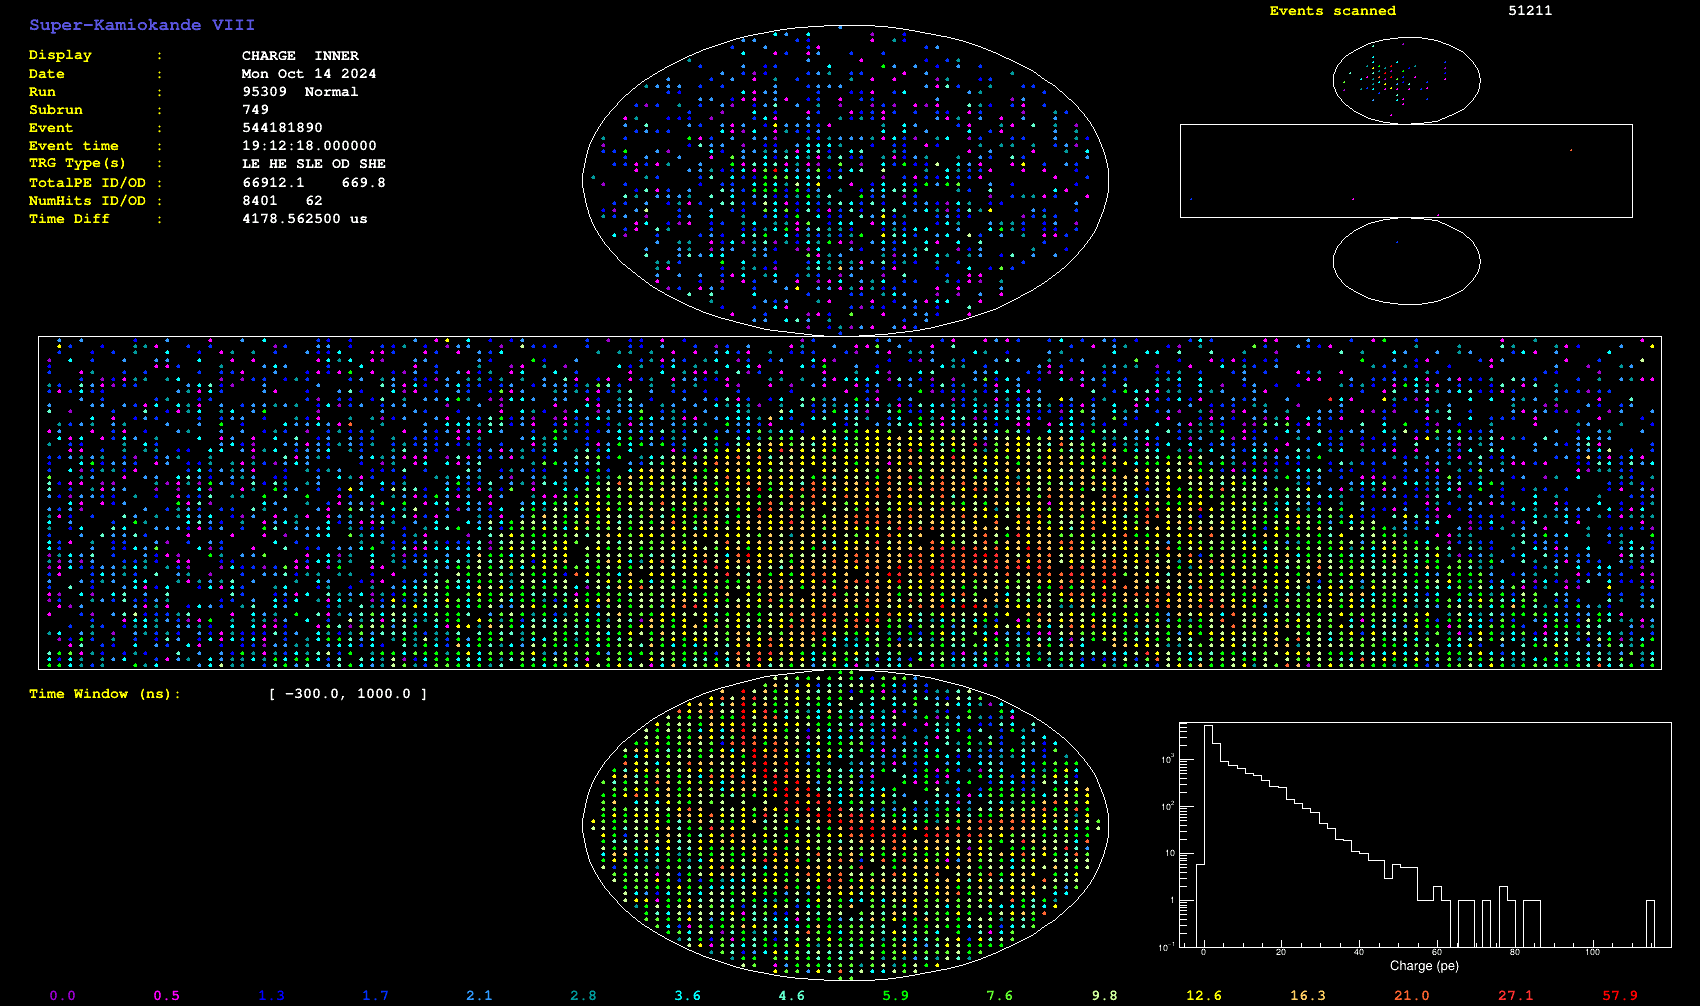 Super-Kamiokande VIII
Display : CHARGE INNER
Date : Mon Oct 14 2024
Run : 95309 Normal
Subrun : 749
Event : 544181890
Event time : 19:12:18.000000
TRG Type(s) : LE HE SLE OD SHE
TotalPE ID/OD : 66912.1 669.8
NumHits ID/OD : 8401 62
Time Diff : 4178.562500 us
Events scanned 51211
Time Window (ns): [ -300.0, 1000.0 ]
10³
10²
10
1
10⁻¹
0 20 40 60 80 100
Charge (pe)
0.0 0.5 1.3 1.7 2.1 2.8 3.6 4.6 5.9 7.6 9.8 12.6 16.3 21.0 27.1 57.9